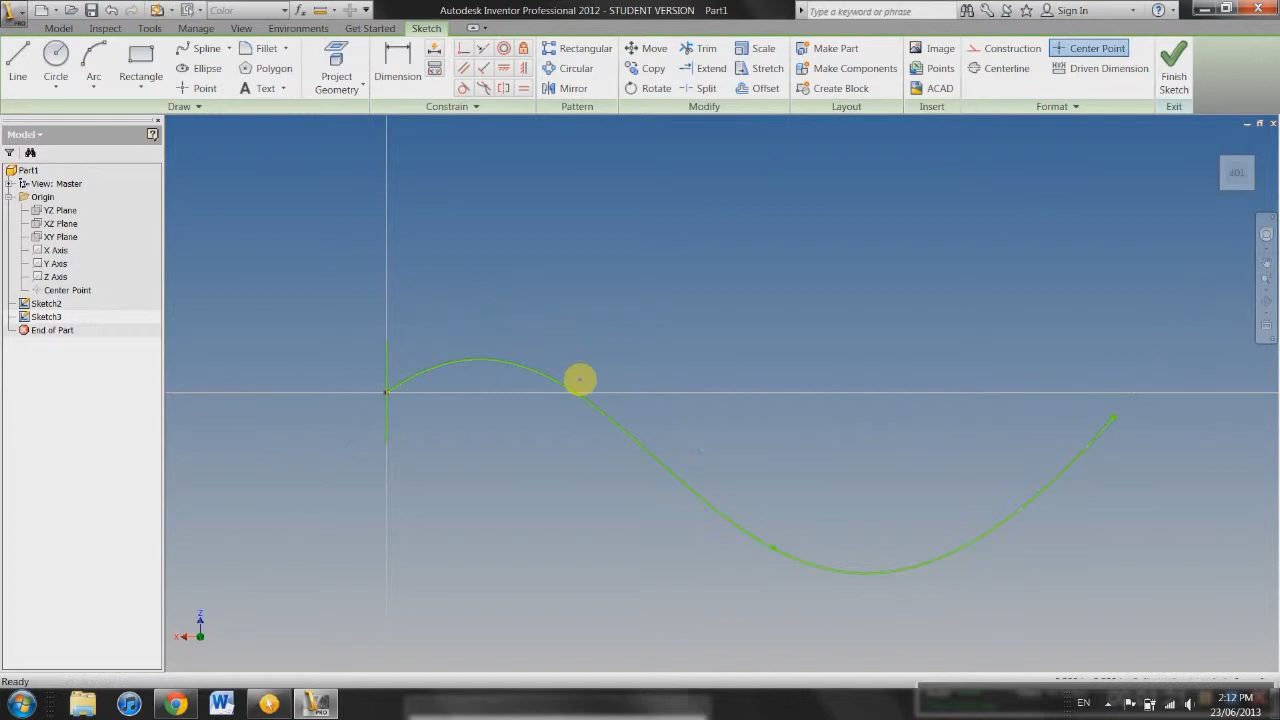 Autodesk Inventor Professional 2012 - STUDENT VERSION Part1
Color
Type a keyword or phrase
Sign In
PRO
Model Inspect Tools Manage View Environments Get Started Sketch
Line
Circle
Arc
Rectangle
Spline
Ellipse
Point
Fillet
Polygon
Text
Project
Geometry
Dimension
Rectangular
Circular
Mirror
Move
Copy
Rotate
Trim
Extend
Split
Scale
Stretch
Offset
Make Part
Make Components
Create Block
Image
Points
ACAD
Construction
Centerline
Center Point
Driven Dimension
Finish
Sketch
Draw
Constrain
Pattern
Modify
Layout
Insert
Format
Exit
Model
Part1
View: Master
Origin
YZ Plane
XZ Plane
XY Plane
X Axis
Y Axis
Z Axis
Center Point
Sketch2
Sketch3
End of Part
TOP
Z
X
Ready
PRO
EN
2:12 PM
23/06/2013